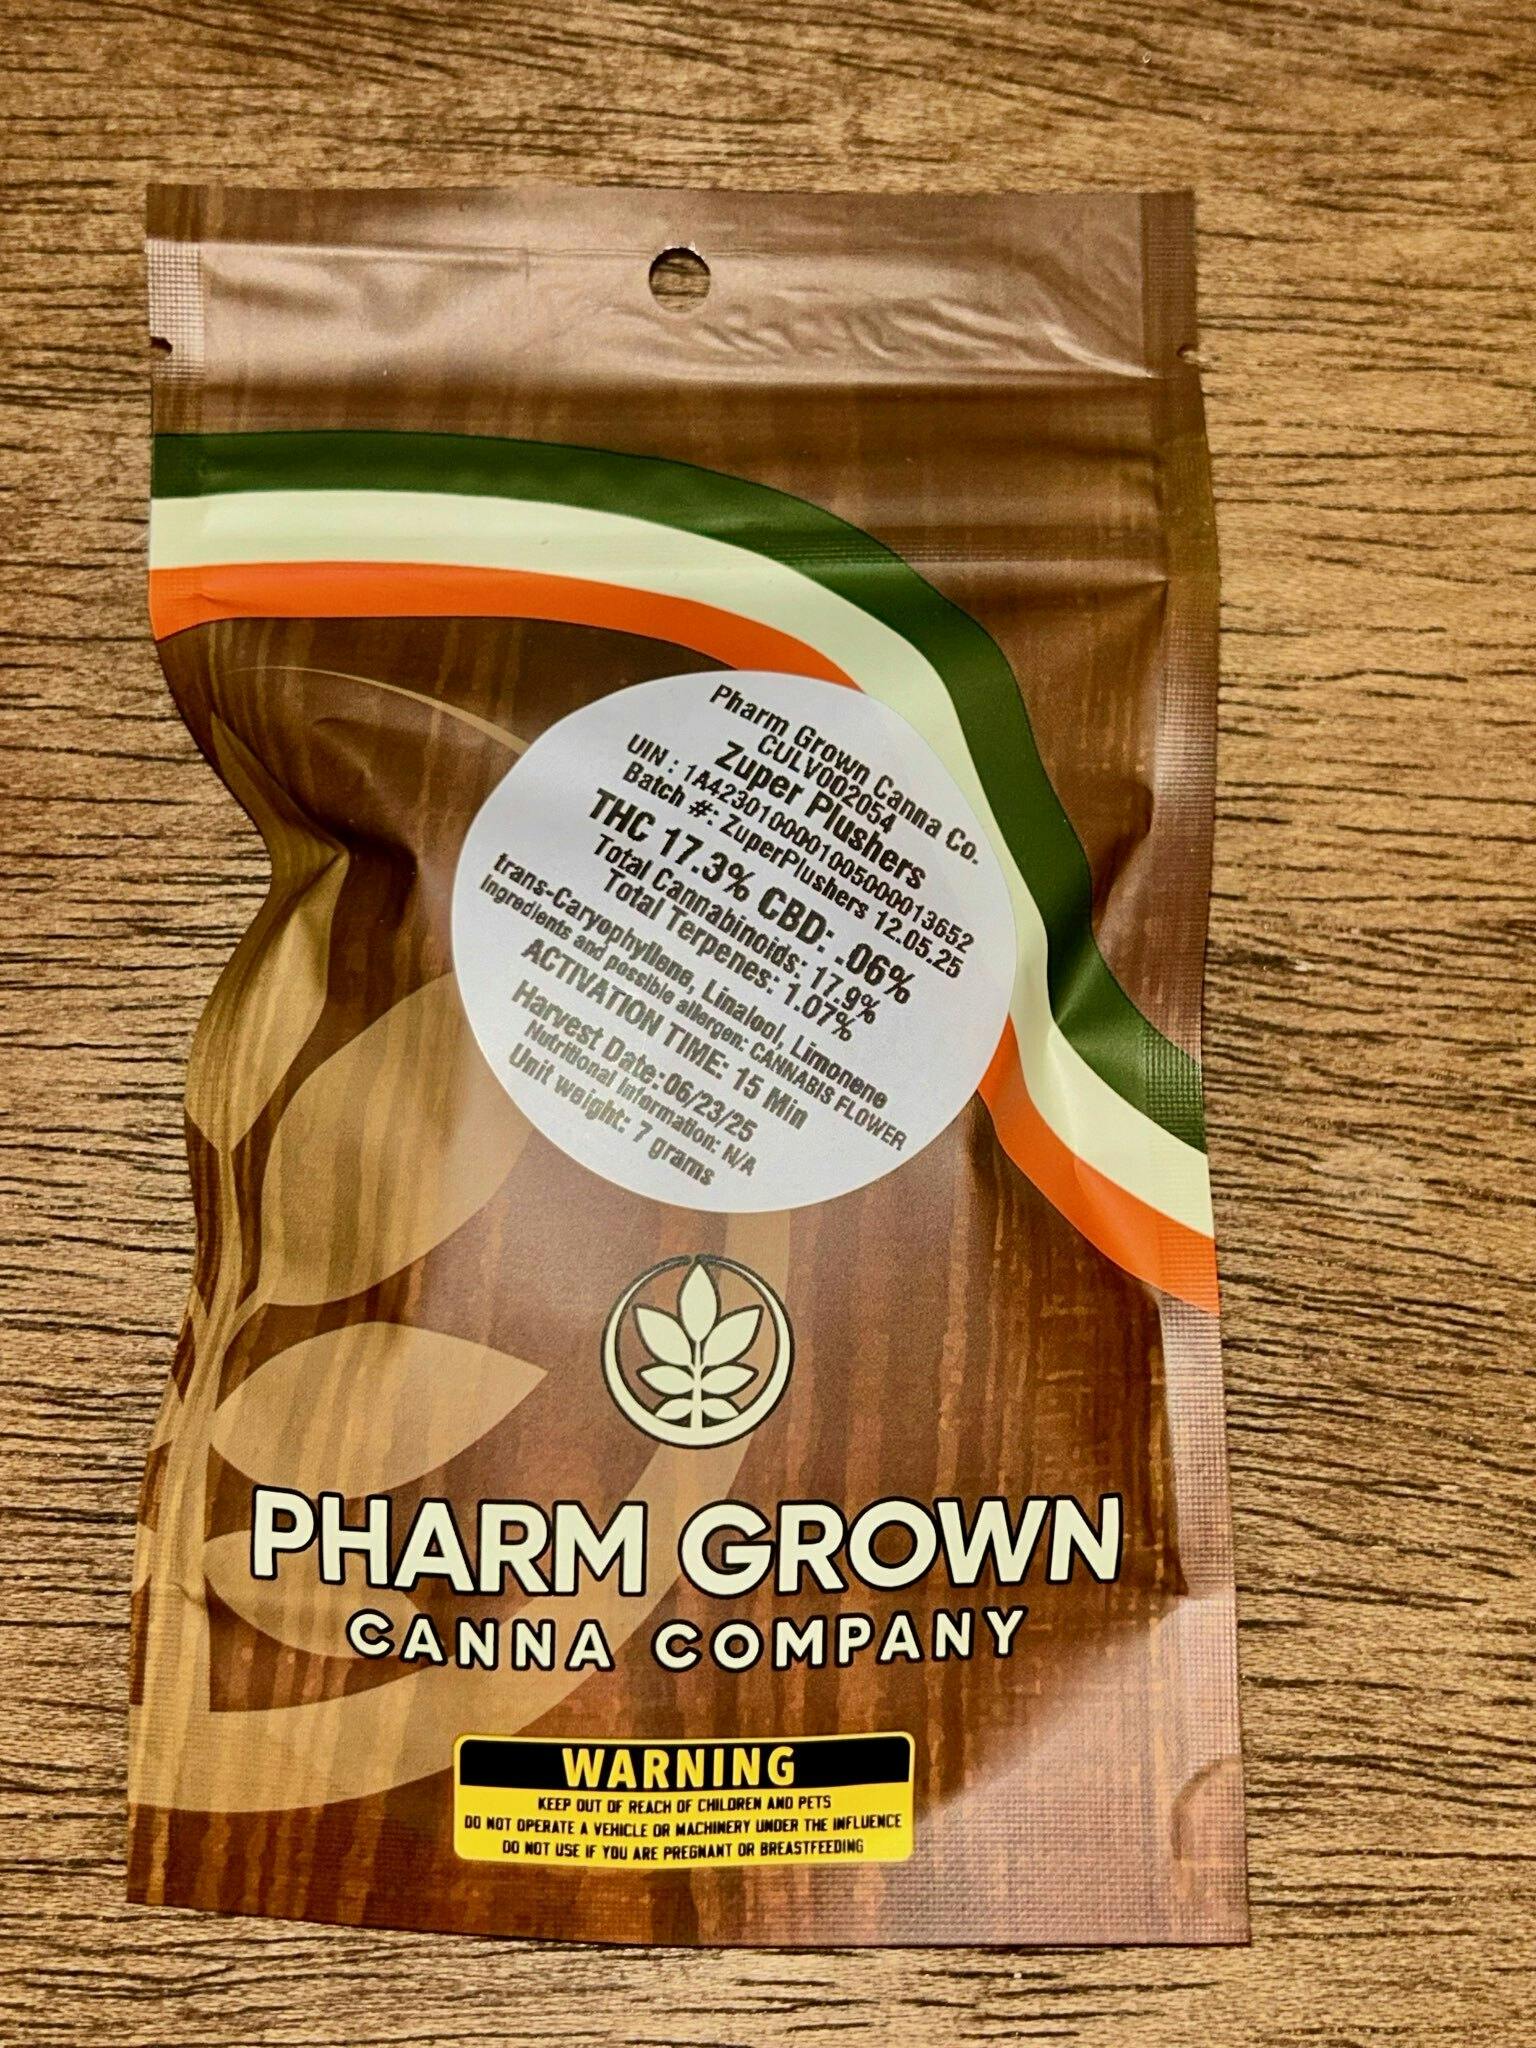 Pharm Grown Canna Co.
CULV002054
Zuper Plushers
UIN : 1A4230100001005000013652
Batch #: ZuperPlushers 12.05.25
THC 17.3% CBD: .06%
Total Cannabinoids: 17.9%
Total Terpenes: 1.07%
trans-Caryophyllene, Linalool, Limonene
Ingredients and possible allergen: CANNABIS FLOWER
ACTIVATION TIME: 15 Min
Harvest Date:06/23/25
Nutritional Information: N/A
Unit weight: 7 grams
PHARM GROWN
CANNA COMPANY
WARNING
KEEP OUT OF REACH OF CHILDREN AND PETS
DO NOT OPERATE A VEHICLE OR MACHINERY UNDER THE INFLUENCE
DO NOT USE IF YOU ARE PREGNANT OR BREASTFEEDING